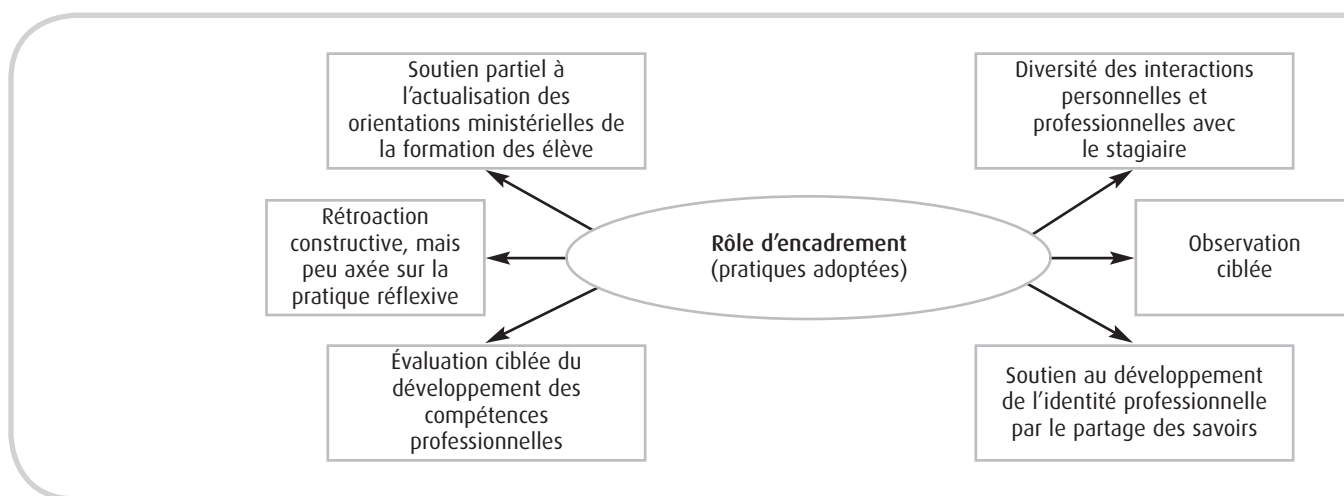 Soutien partiel à
l'actualisation des
orientations ministérielles de
la formation des élève
Diversité des interactions
personnelles et
professionnelles avec
le stagiaire
Rétroaction
constructive, mais
peu axée sur la
pratique réflexive
Rôle d'encadrement
(pratiques adoptées)
Observation
ciblée
Évaluation ciblée du
développement des
compétences
professionnelles
Soutien au développement
de l'identité professionnelle
par le partage des savoirs